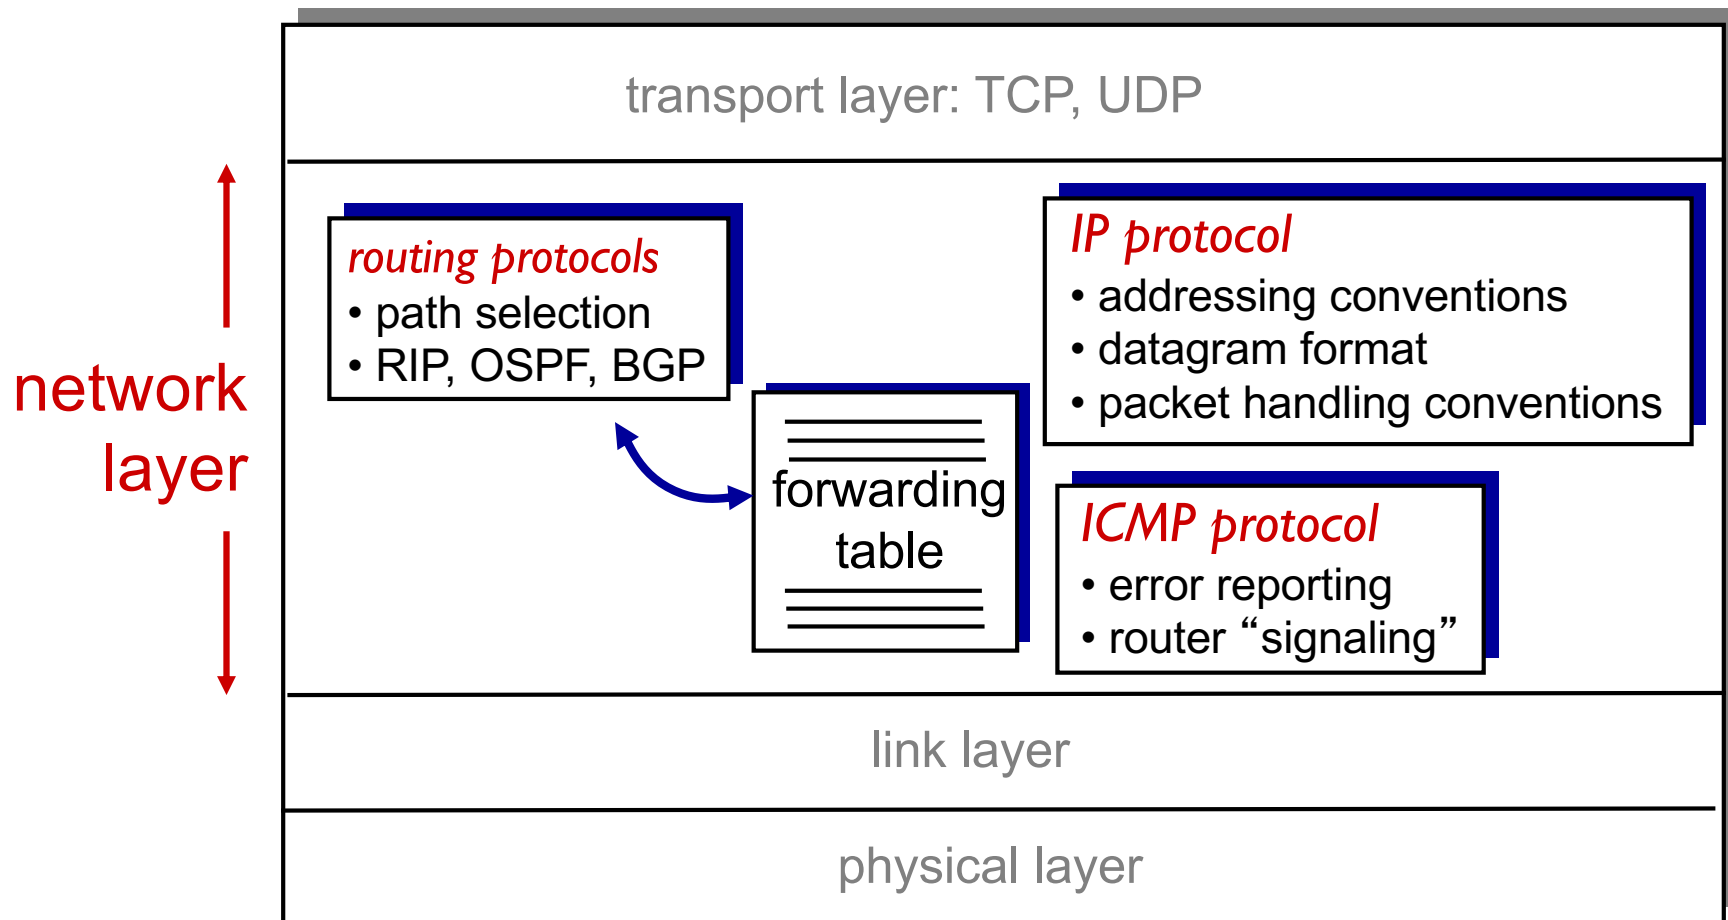 transport layer: TCP, UDP
network
layer
routing protocols
• path selection
• RIP, OSPF, BGP
forwarding
table
IP protocol
• addressing conventions
• datagram format
• packet handling conventions
ICMP protocol
• error reporting
• router “signaling”
link layer
physical layer